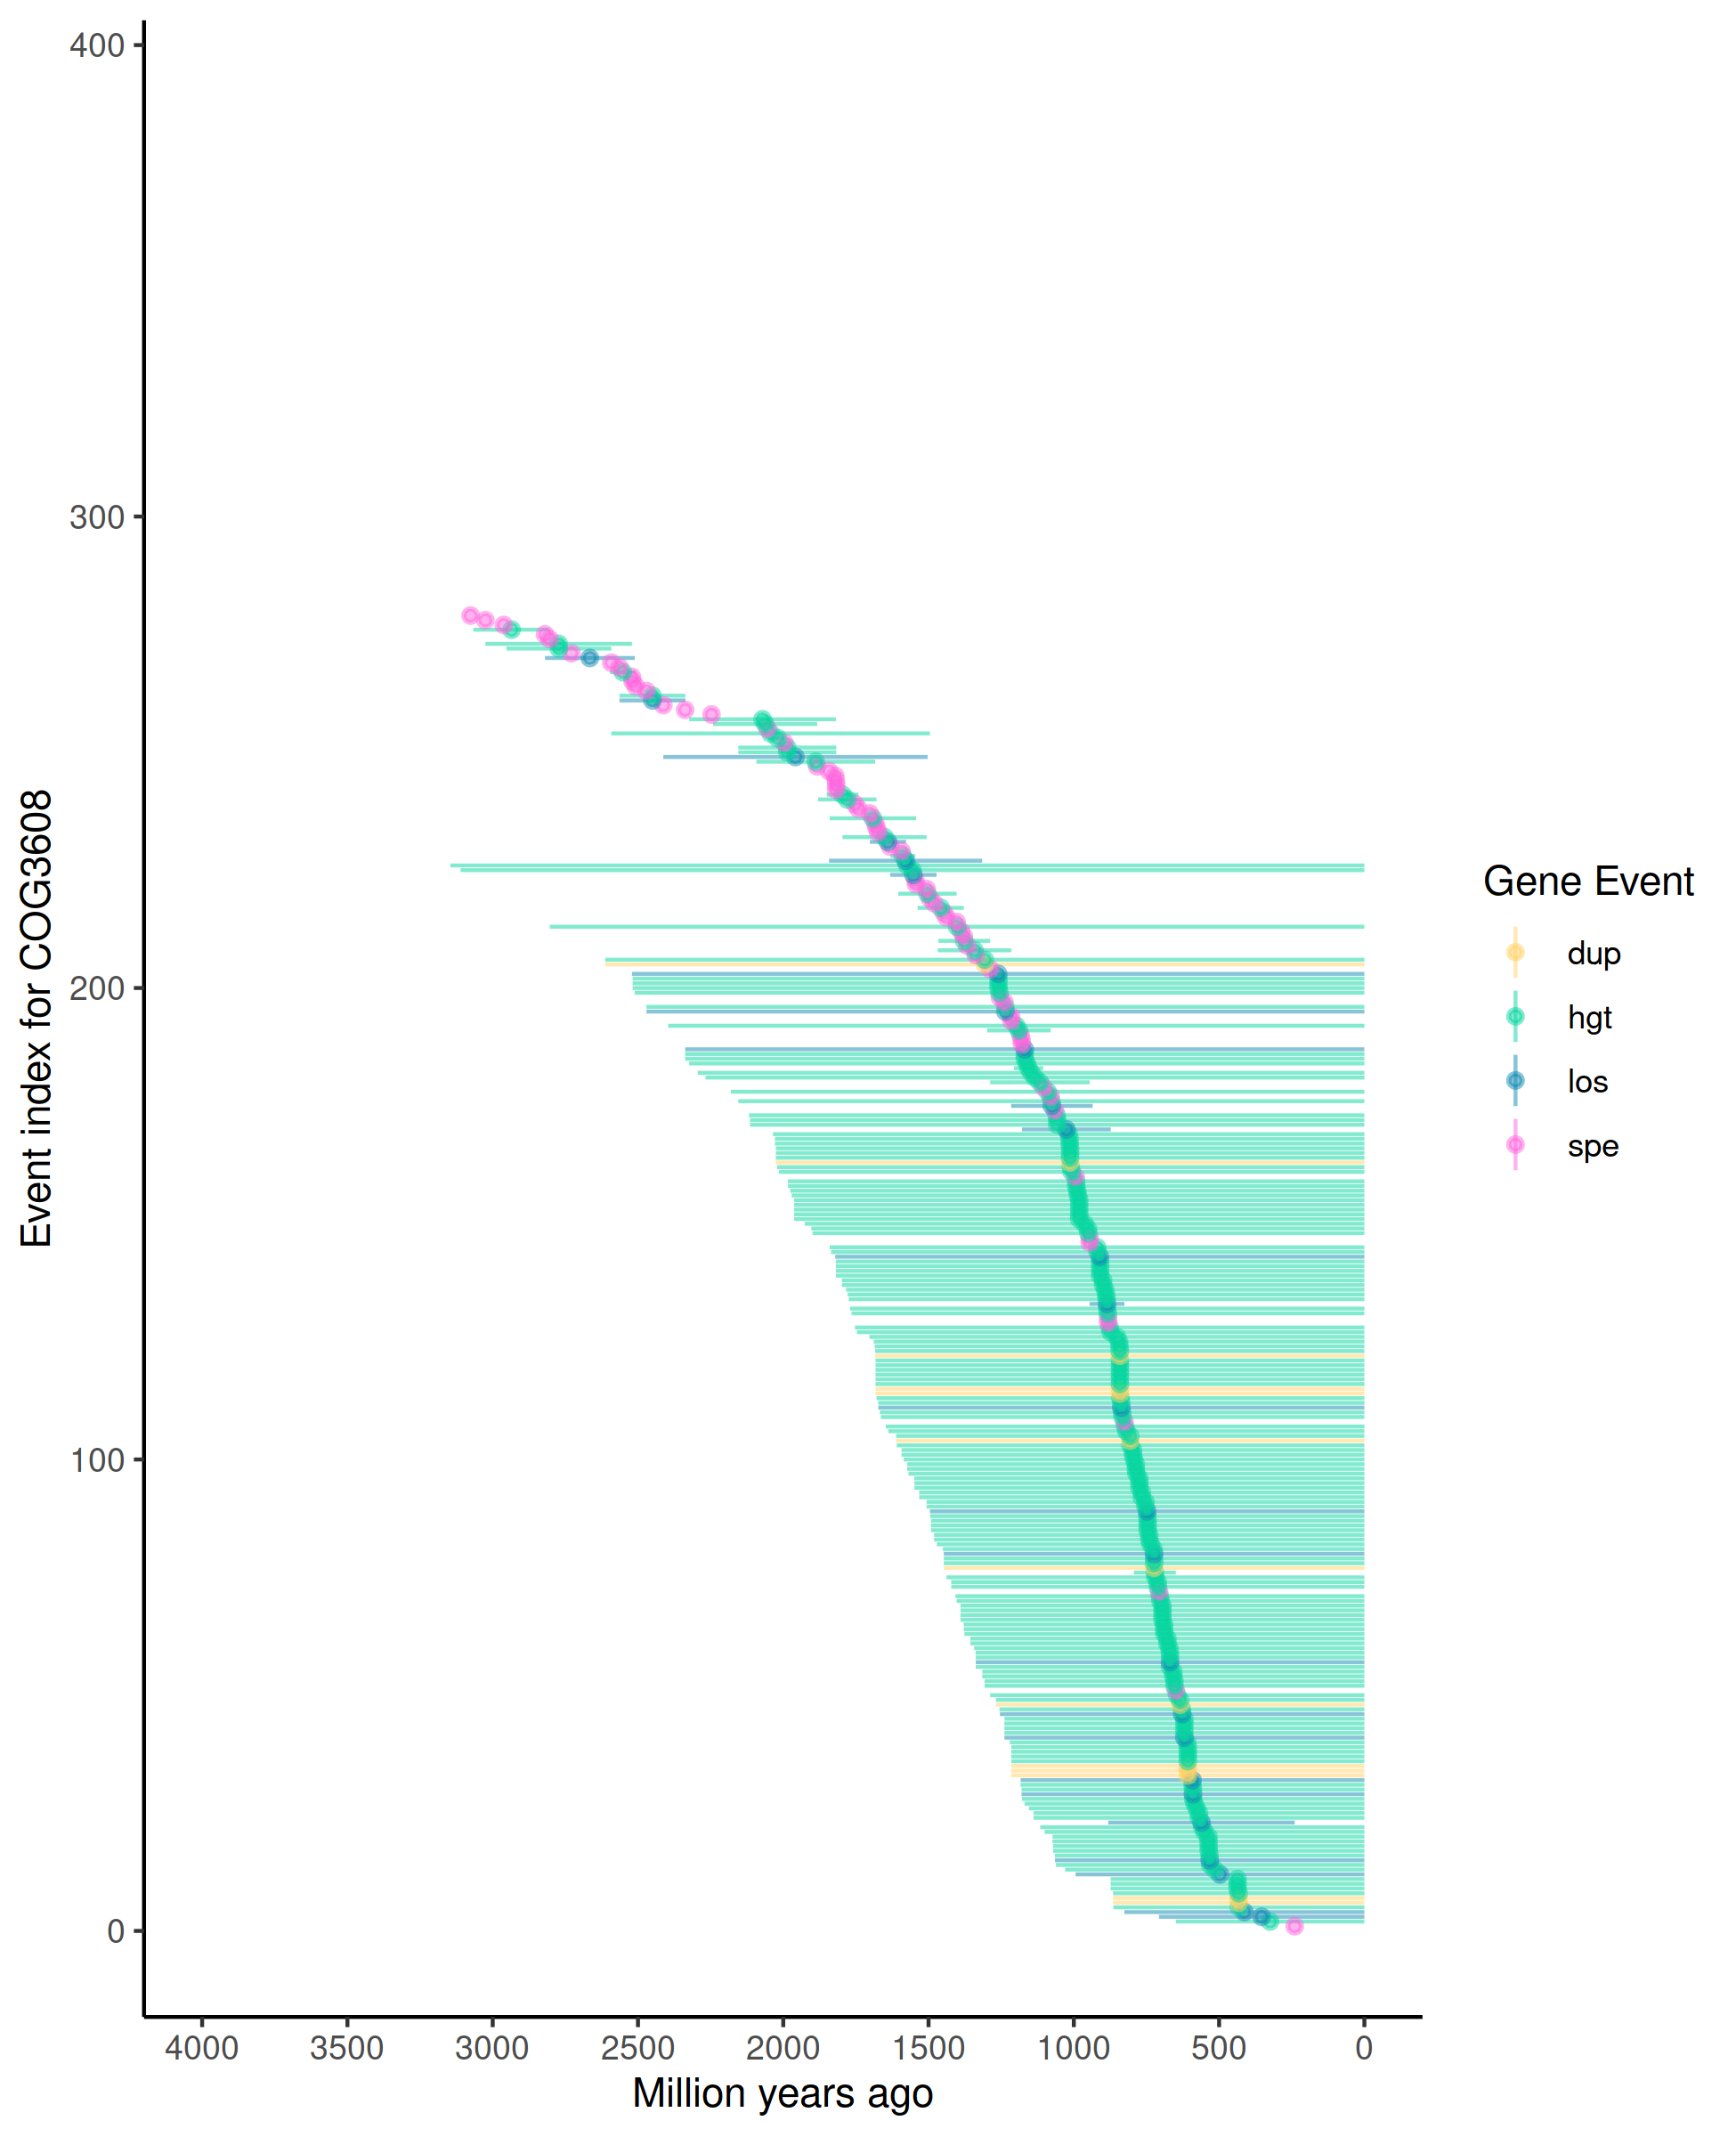 400
300
200
100
0
Event index for COG3608
4000 3500 3000 2500 2000 1500 1000 500 0
Million years ago
Gene Event
dup
hgt
los
spe